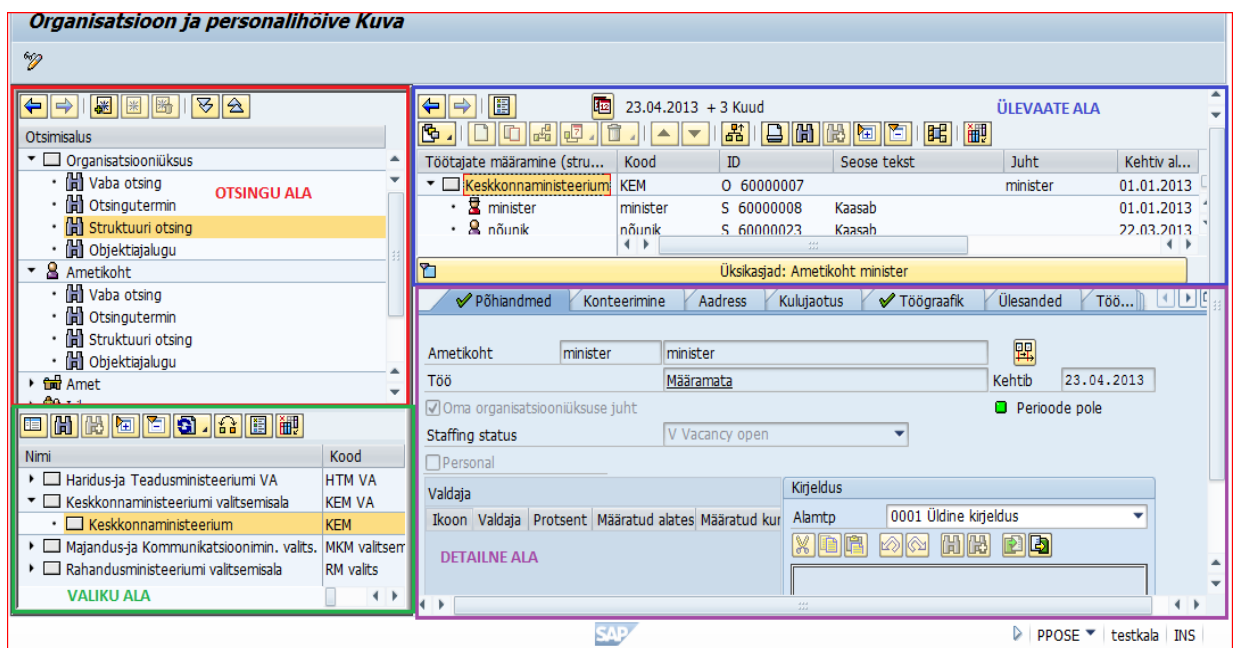 Organisatsioon ja personalihõive Kuva
Otsimisalus
Organisatsiooniüksus
Vaba otsing
OTSINGU ALA
Otsingutermin
Struktuuri otsing
Objektiajalugu
Ametikoht
Vaba otsing
Otsingutermin
Struktuuri otsing
Objektiajalugu
Amet
Nimi Kood
Haridus-ja Teadusministeeriumi VA HTM VA
Keskkonnaministeeriumi valitsemisala KEM VA
Keskkonnaministeerium KEM
Majandus-ja Kommunikatsioonimin. valits. MKM valitsem
Rahandusministeeriumi valitsemisala RM valits
VALIKU ALA
23.04.2013 + 3 Kuud ÜLEVAATE ALA
Töötajate määramine (stru... Kood ID Seose tekst Juht Kehtiv al...
Keskkonnaministeerium KEM O 60000007 minister 01.01.2013
minister minister S 60000008 Kaasab 01.01.2013
nõunik nõunik S 60000023 Kaasab 22.03.2013
Üksikasjad: Ametikoht minister
Põhiandmed Konteerimine Aadress Kulujaotus Töögraafik Ülesanded Töö...
Ametikoht minister minister
Töö Määramata Kehtib 23.04.2013
Oma organisatsiooniüksuse juht Perioode pole
Staffing status V Vacancy open
Personal
Valdaja Kirjeldus
Ikoon Valdaja Protsent Määratud alates Määratud kur
Alamtp 0001 Üldine kirjeldus
DETAILNE ALA
SAP PPOSE testkala INS